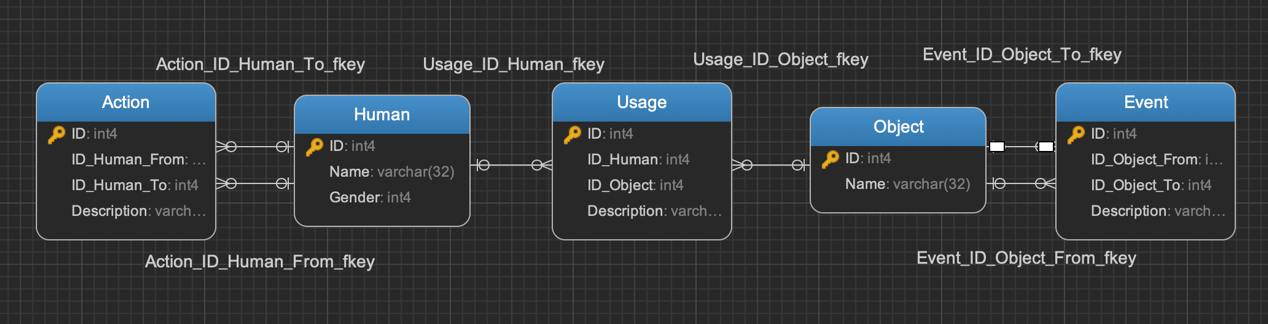 Action_ID_Human_To_fkey
Usage_ID_Human_fkey
Usage_ID_Object_fkey
Event_ID_Object_To_fkey
Action
ID: int4
ID_Human_From: ...
ID_Human_To: int4
Description: varch...
Human
ID: int4
Name: varchar(32)
Gender: int4
Usage
ID: int4
ID_Human: int4
ID_Object: int4
Description: varch...
Object
ID: int4
Name: varchar(32)
Event
ID: int4
ID_Object_From: i...
ID_Object_To: int4
Description: varch...
Action_ID_Human_From_fkey
Event_ID_Object_From_fkey